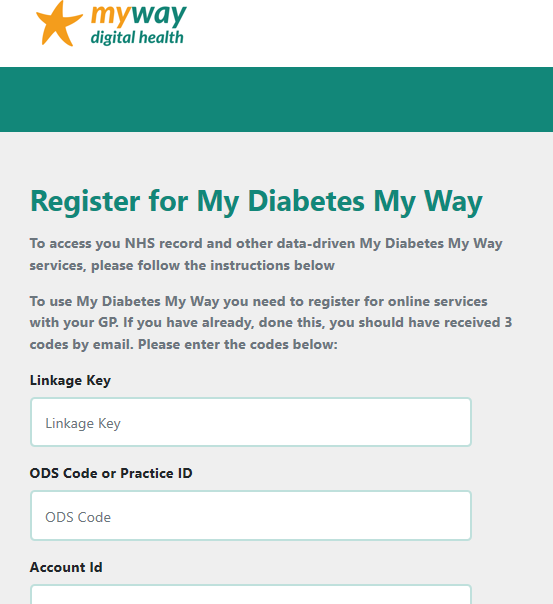 myway
digital health
Register for My Diabetes My Way
To access you NHS record and other data-driven My Diabetes My Way
services, please follow the instructions below
To use My Diabetes My Way you need to register for online services
with your GP. If you have already, done this, you should have received 3
codes by email. Please enter the codes below:
Linkage Key
Linkage Key
ODS Code or Practice ID
ODS Code
Account Id